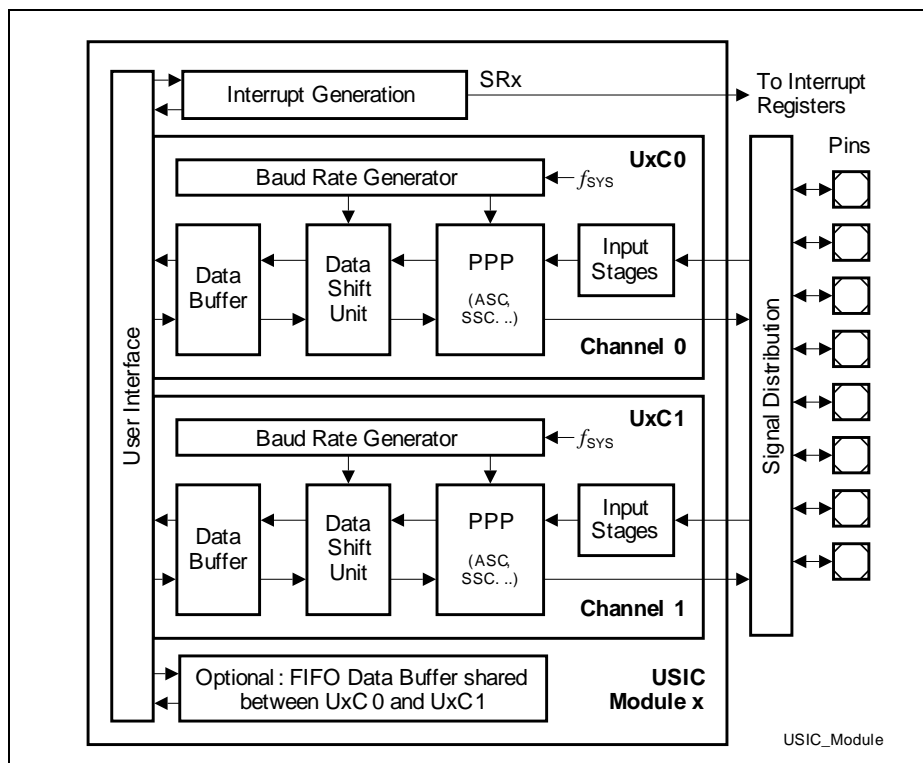 Interrupt Generation
SRx
To Interrupt
Registers
UxC0
Pins
Baud Rate Generator
fSYS
Data
Buffer
Data
Shift
Unit
PPP
(ASC,
SSC. ..)
Input
Stages
Channel 0
User Interface
Signal Distribution
UxC1
Baud Rate Generator
fSYS
Data
Buffer
Data
Shift
Unit
PPP
(ASC,
SSC. ..)
Input
Stages
Channel 1
Optional : FIFO Data Buffer shared
between UxC0 and UxC1
USIC
Module x
USIC_Module